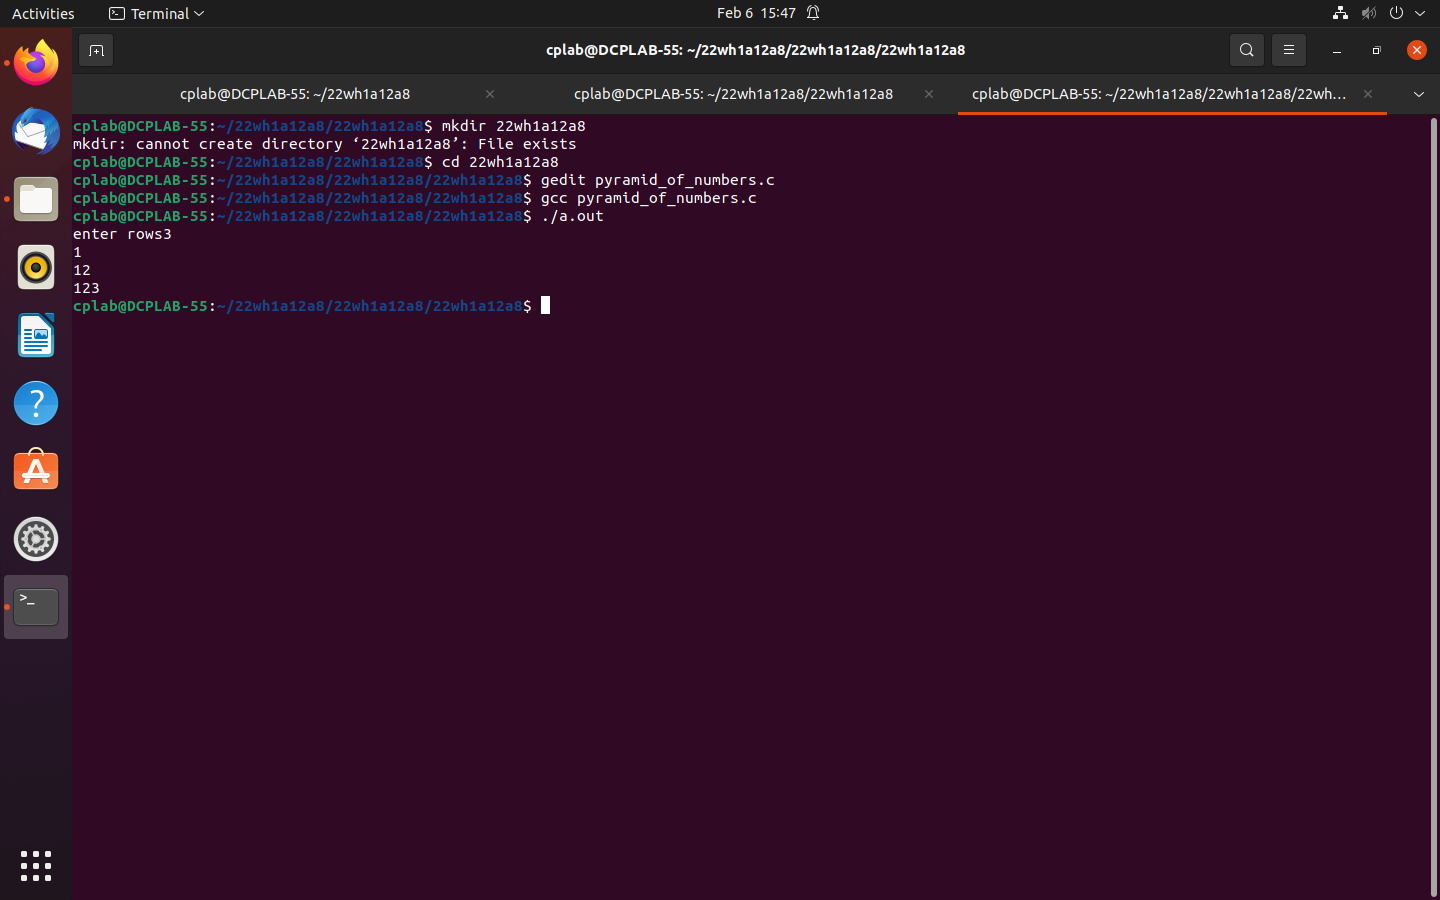 Activities
Terminal
Feb 6 15:47
cplab@DCPLAB-55: ~/22wh1a12a8/22wh1a12a8/22wh1a12a8
cplab@DCPLAB-55: ~/22wh1a12a8
cplab@DCPLAB-55: ~/22wh1a12a8/22wh1a12a8
cplab@DCPLAB-55: ~/22wh1a12a8/22wh1a12a8/22wh...
cplab@DCPLAB-55:~/22wh1a12a8/22wh1a12a8$ mkdir 22wh1a12a8
mkdir: cannot create directory ‘22wh1a12a8’: File exists
cplab@DCPLAB-55:~/22wh1a12a8/22wh1a12a8$ cd 22wh1a12a8
cplab@DCPLAB-55:~/22wh1a12a8/22wh1a12a8/22wh1a12a8$ gedit pyramid_of_numbers.c
cplab@DCPLAB-55:~/22wh1a12a8/22wh1a12a8/22wh1a12a8$ gcc pyramid_of_numbers.c
cplab@DCPLAB-55:~/22wh1a12a8/22wh1a12a8/22wh1a12a8$ ./a.out
enter rows3
1
12
123
cplab@DCPLAB-55:~/22wh1a12a8/22wh1a12a8/22wh1a12a8$